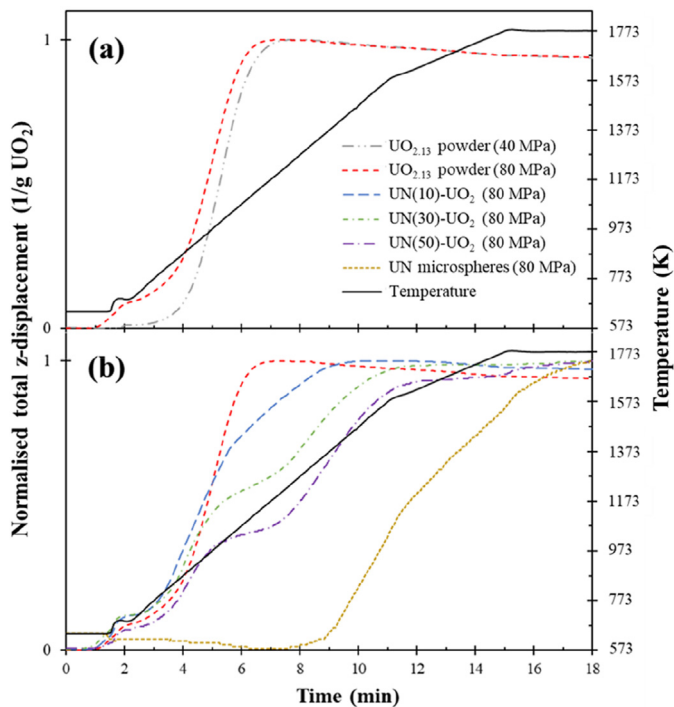 1
(a)
UO2.13 powder (40 MPa)
UO2.13 powder (80 MPa)
UN(10)-UO2 (80 MPa)
UN(30)-UO2 (80 MPa)
UN(50)-UO2 (80 MPa)
UN microspheres (80 MPa)
Temperature
0
1773
1573
1373
1173
973
773
573
Normalised total z-displacement (1/g UO2)
Temperature (K)
1
(b)
0
1773
1573
1373
1173
973
773
573
0 2 4 6 8 10 12 14 16 18
Time (min)